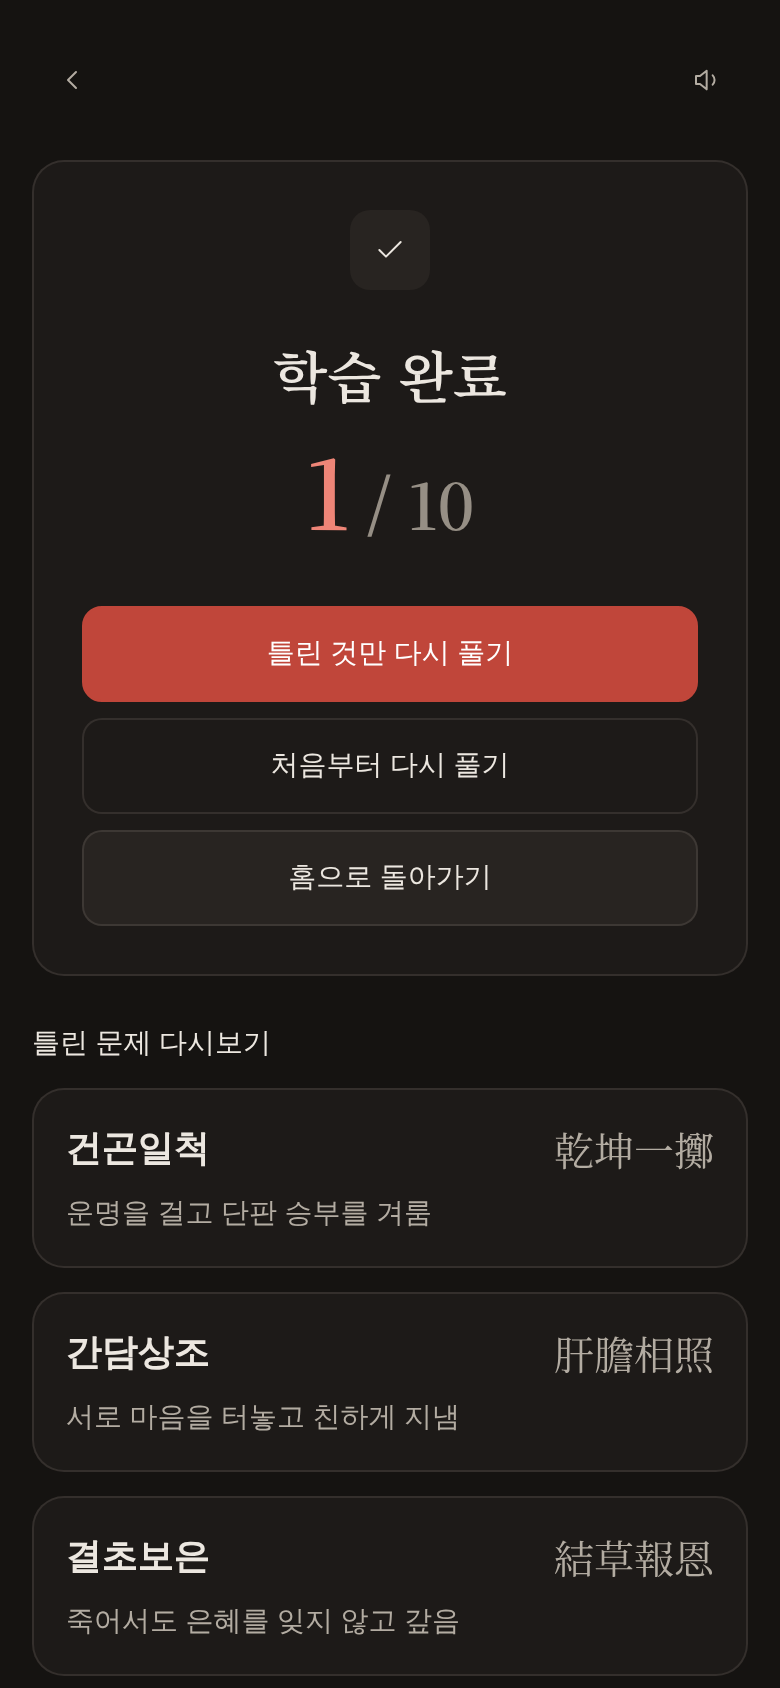 학습 완료
1 / 10
틀린 것만 다시 풀기
처음부터 다시 풀기
홈으로 돌아가기
틀린 문제 다시보기
건곤일척 乾坤一擲
운명을 걸고 단판 승부를 겨룸
간담상조 肝膽相照
서로 마음을 터놓고 친하게 지냄
결초보은 結草報恩
죽어서도 은혜를 잊지 않고 갚음